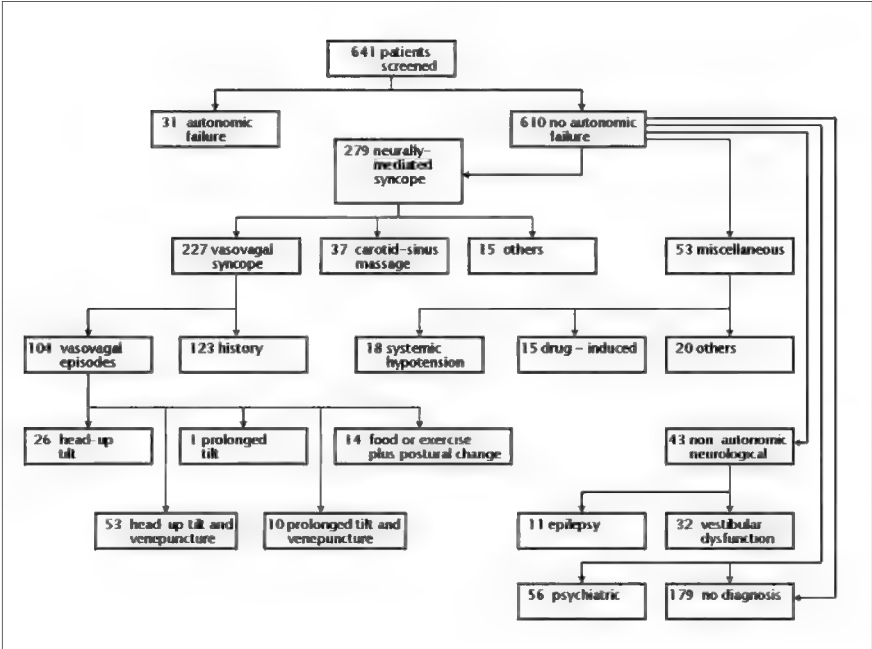 641 patients
screened
31 autonomic
failure
610 no autonomic
failure
279 neurally-
mediated
syncope
227 vasovagal
syncope
37 carotid-sinus
massage
15 others
53 miscellaneous
104 vasovagal
episodes
123 history
18 systemic
hypotension
15 drug - induced
20 others
26 head-up
tilt
1 prolonged
tilt
14 food or exercise
plus postural change
43 non autonomic
neurological
53 head-up tilt and
venepuncture
10 prolonged tilt and
venepuncture
11 epilepsy
32 vestibular
dysfunction
56 psychiatric
179 no diagnosis